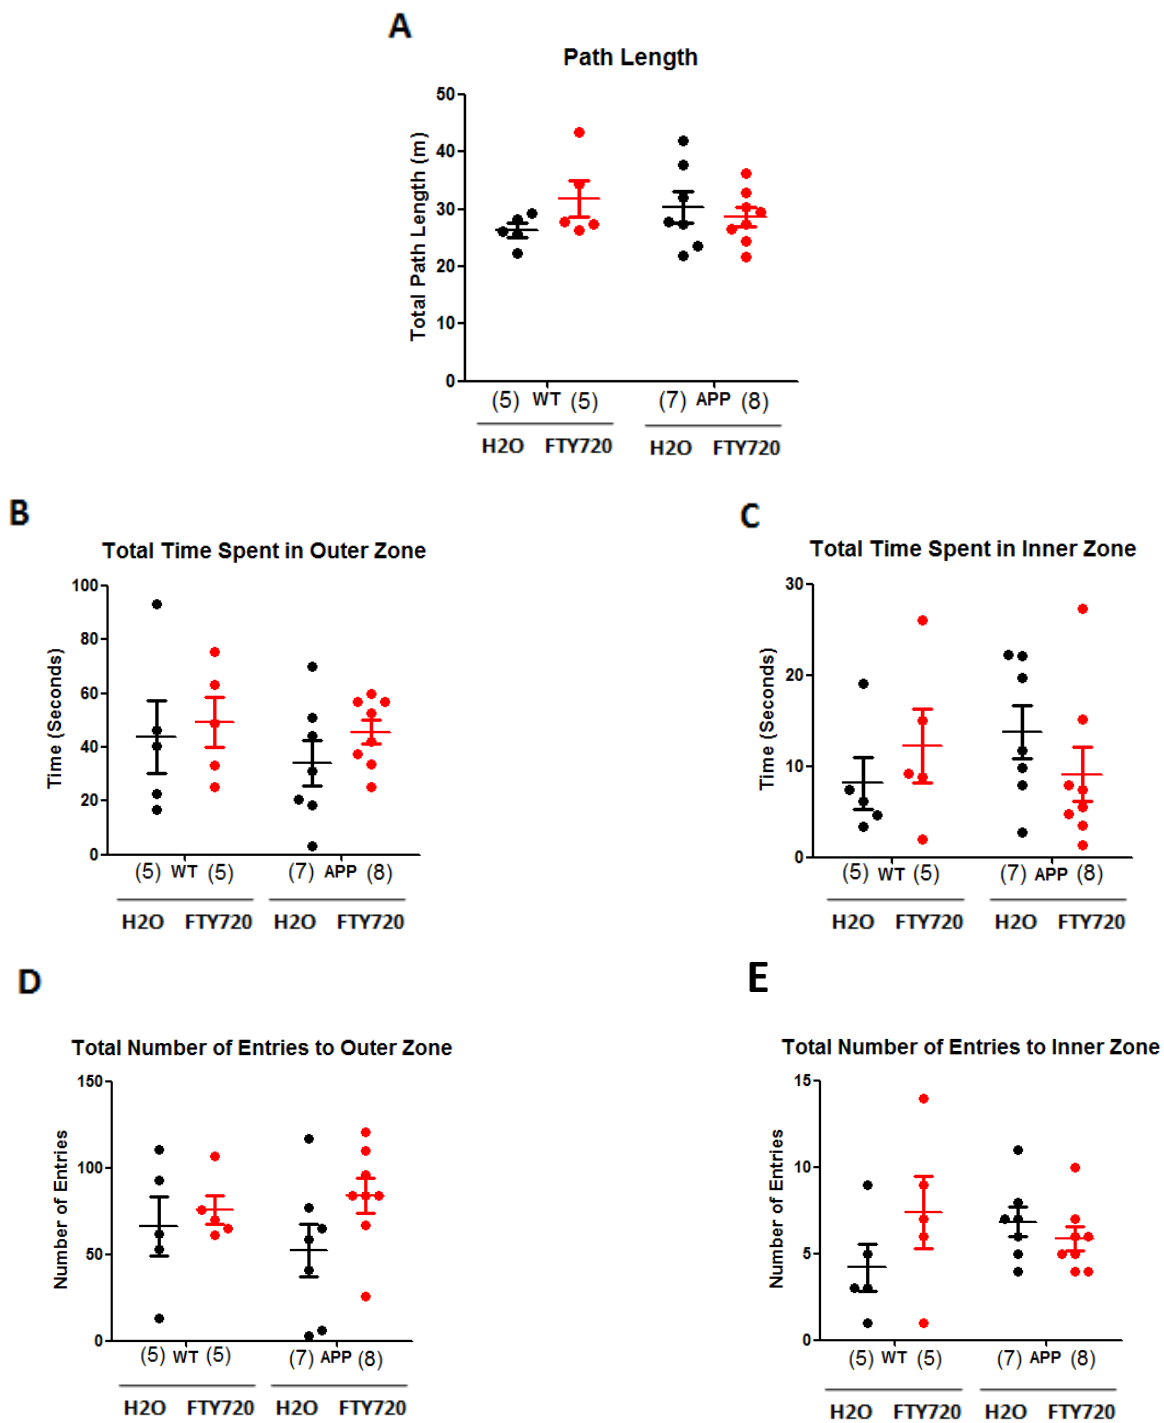 A
Path Length
Total Path Length (m)
50
40
30
20
10
0
(5) WT (5) (7) APP (8)
H2O FTY720 H2O FTY720
B
Total Time Spent in Outer Zone
Time (Seconds)
100
80
60
40
20
0
(5) WT (5) (7) APP (8)
H2O FTY720 H2O FTY720
C
Total Time Spent in Inner Zone
Time (Seconds)
30
20
10
0
(5) WT (5) (7) APP (8)
H2O FTY720 H2O FTY720
D
Total Number of Entries to Outer Zone
Number of Entries
150
100
50
0
(5) WT (5) (7) APP (8)
H2O FTY720 H2O FTY720
E
Total Number of Entries to Inner Zone
Number of Entries
15
10
5
0
(5) WT (5) (7) APP (8)
H2O FTY720 H2O FTY720